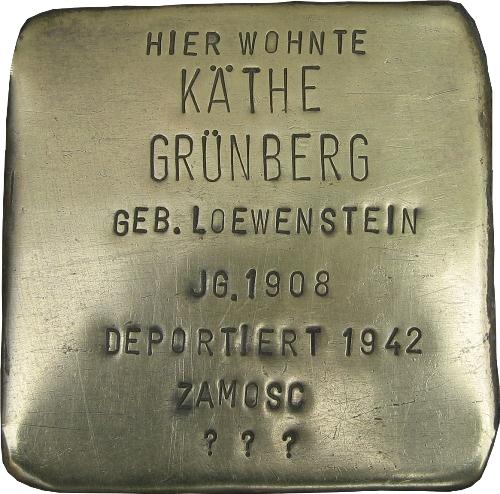 HIER WOHNTE
KÄTHE
GRÜNBERG
GEB. LOEWENSTEIN
JG. 1908
DEPORTIERT 1942
ZAMOSC
? ? ?